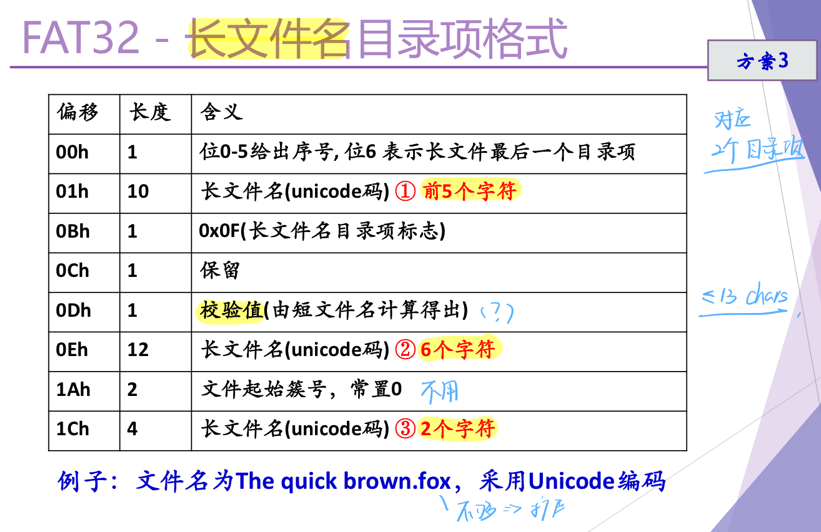 FAT32 - 长文件名目录项格式
方案3
偏移 长度 含义
00h 1 位0-5给出序号, 位6 表示长文件最后一个目录项
01h 10 长文件名(unicode码) ① 前5个字符
0Bh 1 0x0F(长文件名目录项标志)
0Ch 1 保留
0Dh 1 校验值(由短文件名计算得出) (?)
0Eh 12 长文件名(unicode码) ② 6个字符
1Ah 2 文件起始簇号，常置0 不用
1Ch 4 长文件名(unicode码) ③ 2个字符
对应
2个目录项
≤13 chars
例子：文件名为The quick brown.fox，采用Unicode编码
不够 =>